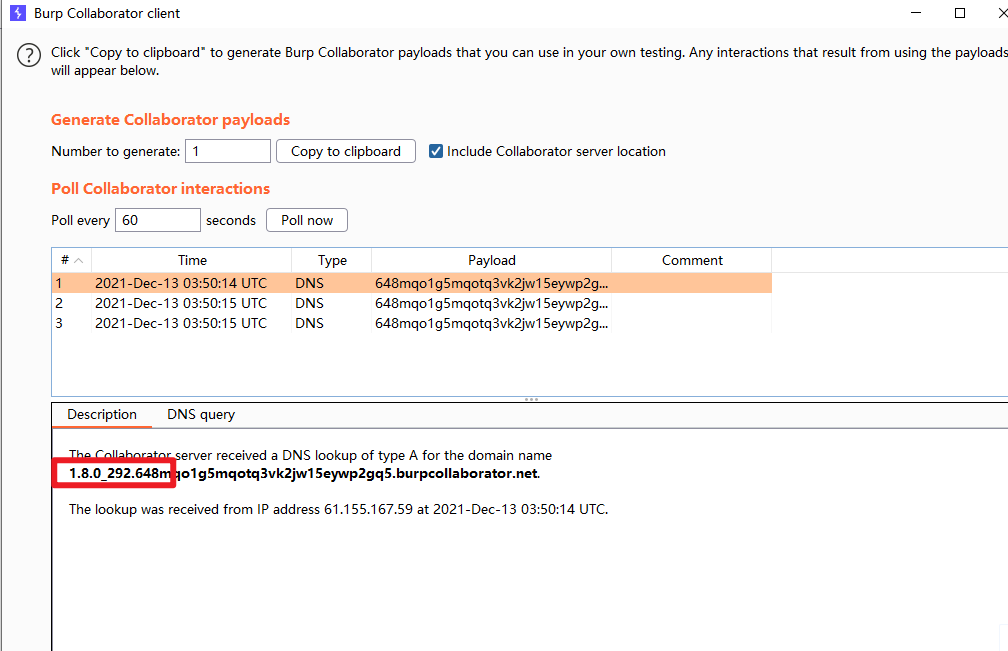 Burp Collaborator client
Click "Copy to clipboard" to generate Burp Collaborator payloads that you can use in your own testing. Any interactions that result from using the payloads
will appear below.
Generate Collaborator payloads
Number to generate: 1 Copy to clipboard Include Collaborator server location
Poll Collaborator interactions
Poll every 60 seconds Poll now
# Time Type Payload Comment
1 2021-Dec-13 03:50:14 UTC DNS 648mqo1g5mqotq3vk2jw15eywp2g...
2 2021-Dec-13 03:50:15 UTC DNS 648mqo1g5mqotq3vk2jw15eywp2g...
3 2021-Dec-13 03:50:15 UTC DNS 648mqo1g5mqotq3vk2jw15eywp2g...
Description DNS query
The Collaborator server received a DNS lookup of type A for the domain name
1.8.0_292.648mqo1g5mqotq3vk2jw15eywp2gq5.burpcollaborator.net.
The lookup was received from IP address 61.155.167.59 at 2021-Dec-13 03:50:14 UTC.